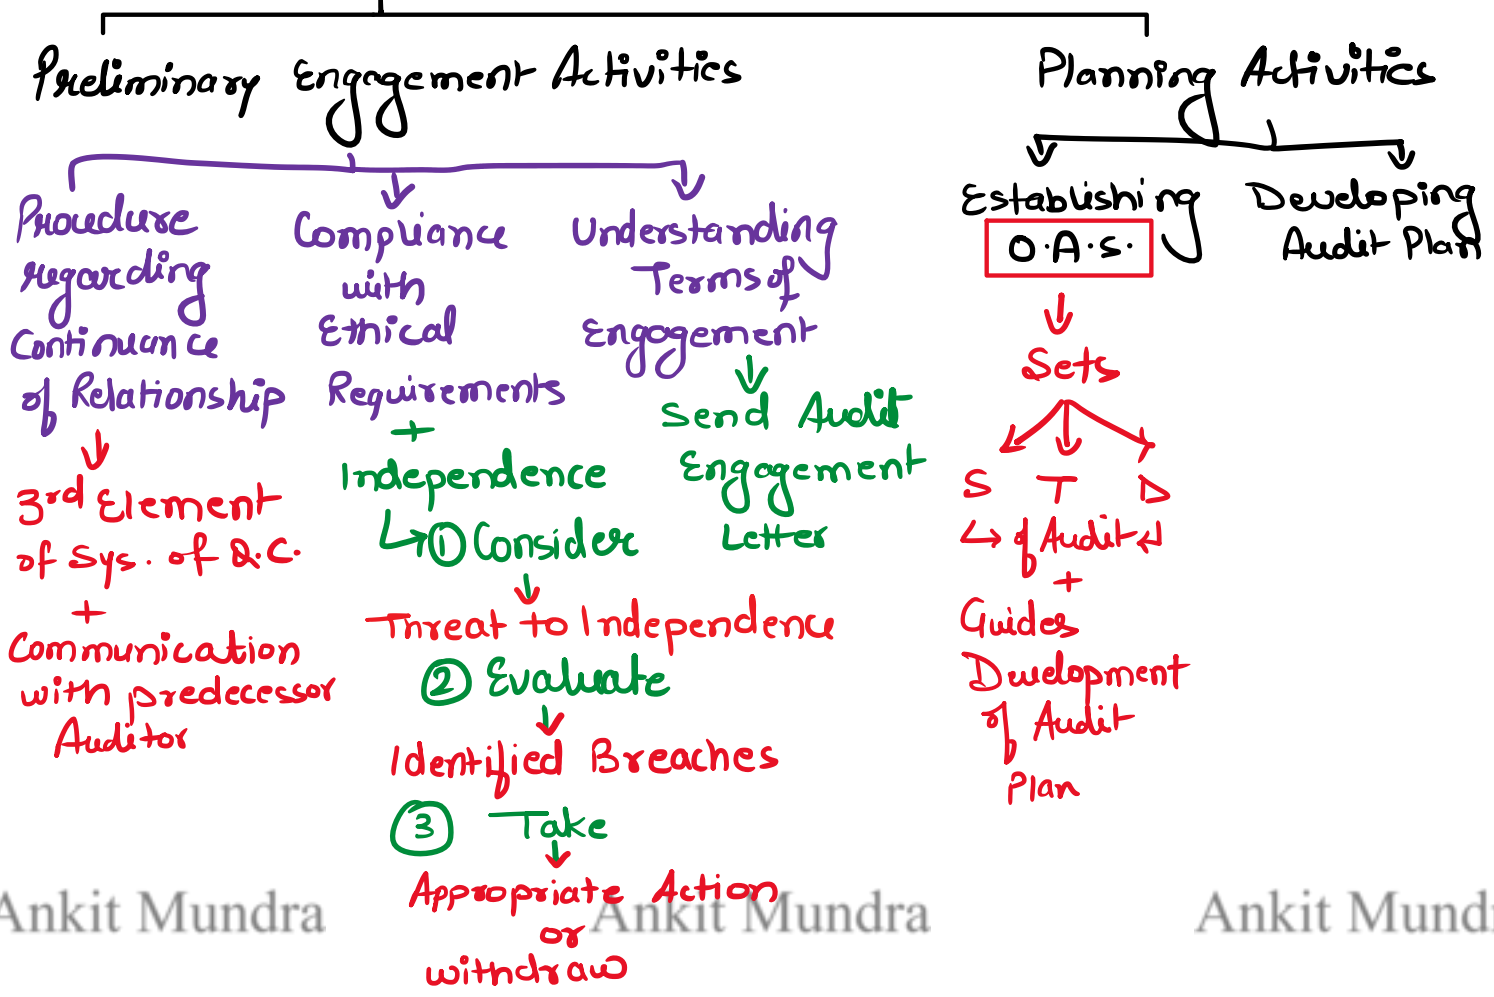 Preliminary Engagement Activities
Planning Activities
Procedure
regarding
Continuance
of Relationship
3rd Element
of Sys. of Q.C.
+
Communication
with predecessor
Auditor
Compliance
with
Ethical
Requirements
+
Independence
① Consider
Threat to Independence
② Evaluate
Identified Breaches
③ Take
Appropriate Action
or
withdraw
Understanding
Terms of
Engagement
Send Audit
Engagement
Letter
Establishing
O.A.S.
Sets
S T D
of Audit
+
Guides
Development
of Audit
Plan
Developing
Audit Plan
Ankit Mundra
Ankit Mundra
Ankit Mundr